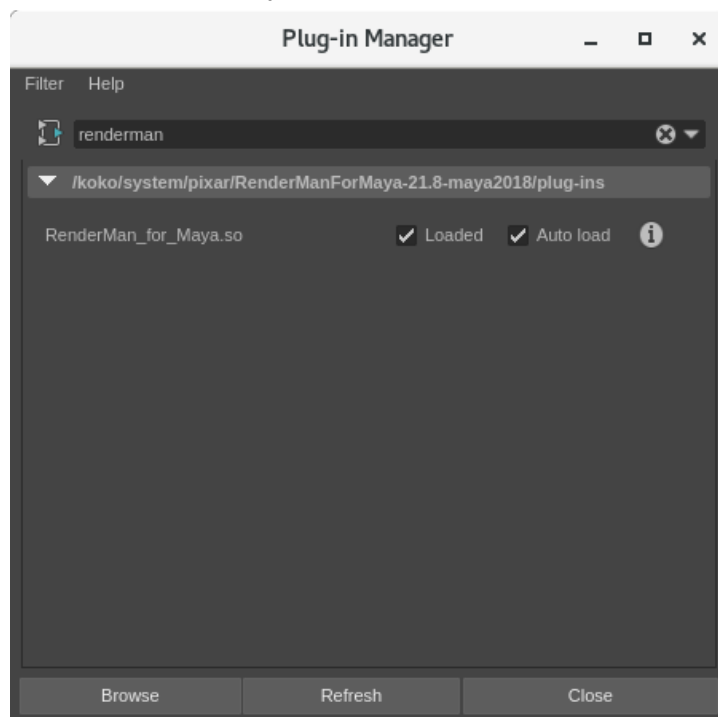 Plug-in Manager
Filter Help
renderman
/koko/system/pixar/RenderManForMaya-21.8-maya2018/plug-ins
RenderMan_for_Maya.so Loaded Auto load
Browse Refresh Close